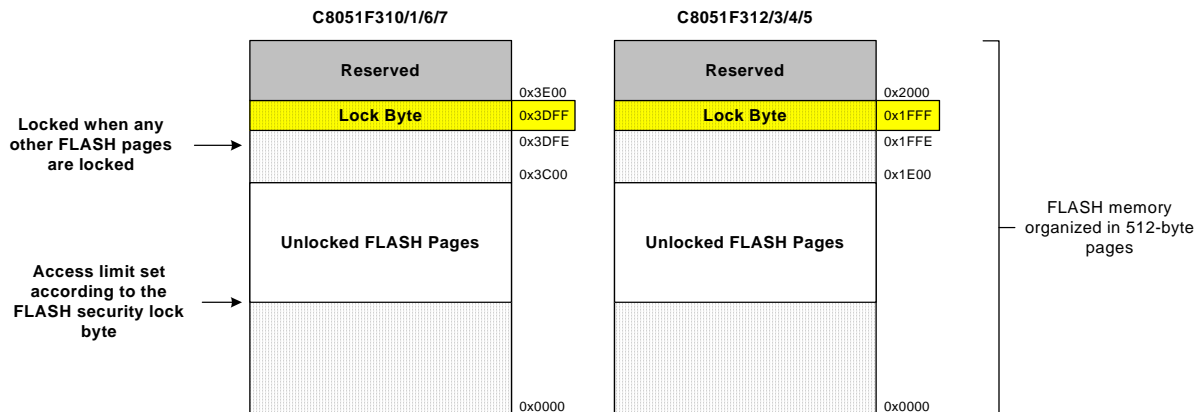 C8051F310/1/6/7
C8051F312/3/4/5
Reserved
Reserved
0x3E00
0x2000
Lock Byte
0x3DFF
Lock Byte
0x1FFF
Locked when any
other FLASH pages
are locked
0x3DFE
0x1FFE
0x3C00
0x1E00
Unlocked FLASH Pages
Unlocked FLASH Pages
FLASH memory
organized in 512-byte
pages
Access limit set
according to the
FLASH security lock
byte
0x0000
0x0000